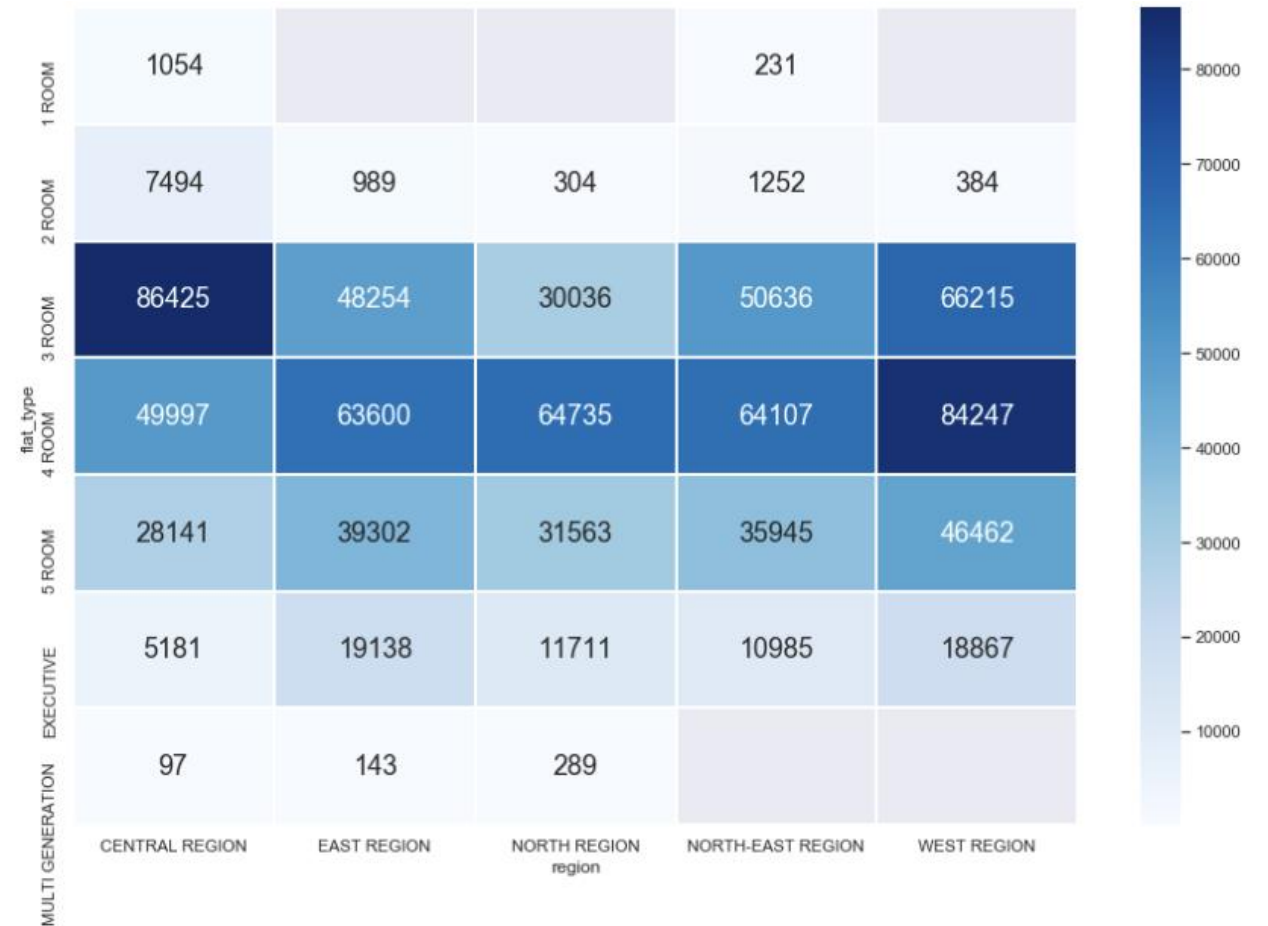 1 ROOM
1054
231
2 ROOM
7494
989
304
1252
384
3 ROOM
86425
48254
30036
50636
66215
flat_type
4 ROOM
49997
63600
64735
64107
84247
5 ROOM
28141
39302
31563
35945
46462
EXECUTIVE
5181
19138
11711
10985
18867
MULTI GENERATION
97
143
289
CENTRAL REGION
EAST REGION
NORTH REGION
NORTH-EAST REGION
WEST REGION
region
80000
70000
60000
50000
40000
30000
20000
10000